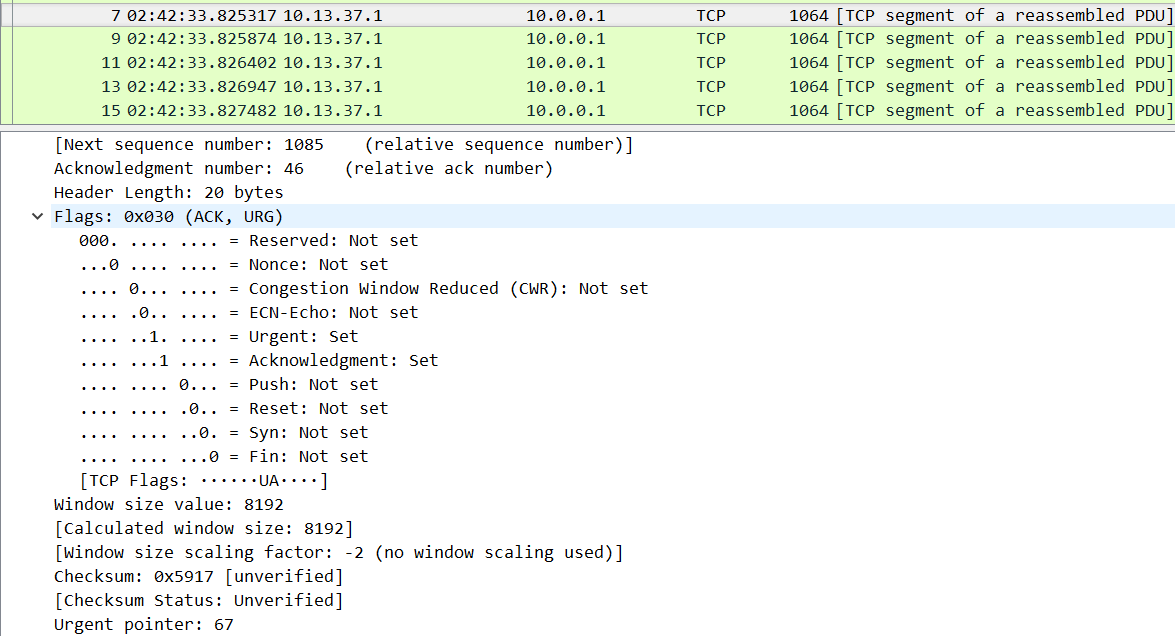 7 02:42:33.825317 10.13.37.1 10.0.0.1 TCP 1064 [TCP segment of a reassembled PDU]
9 02:42:33.825874 10.13.37.1 10.0.0.1 TCP 1064 [TCP segment of a reassembled PDU]
11 02:42:33.826402 10.13.37.1 10.0.0.1 TCP 1064 [TCP segment of a reassembled PDU]
13 02:42:33.826947 10.13.37.1 10.0.0.1 TCP 1064 [TCP segment of a reassembled PDU]
15 02:42:33.827482 10.13.37.1 10.0.0.1 TCP 1064 [TCP segment of a reassembled PDU]
[Next sequence number: 1085    (relative sequence number)]
Acknowledgment number: 46    (relative ack number)
Header Length: 20 bytes
Flags: 0x030 (ACK, URG)
000. .... .... = Reserved: Not set
...0 .... .... = Nonce: Not set
.... 0... .... = Congestion Window Reduced (CWR): Not set
.... .0.. .... = ECN-Echo: Not set
.... ..1. .... = Urgent: Set
.... ...1 .... = Acknowledgment: Set
.... .... 0... = Push: Not set
.... .... .0.. = Reset: Not set
.... .... ..0. = Syn: Not set
.... .... ...0 = Fin: Not set
[TCP Flags: ······UA····]
Window size value: 8192
[Calculated window size: 8192]
[Window size scaling factor: -2 (no window scaling used)]
Checksum: 0x5917 [unverified]
[Checksum Status: Unverified]
Urgent pointer: 67